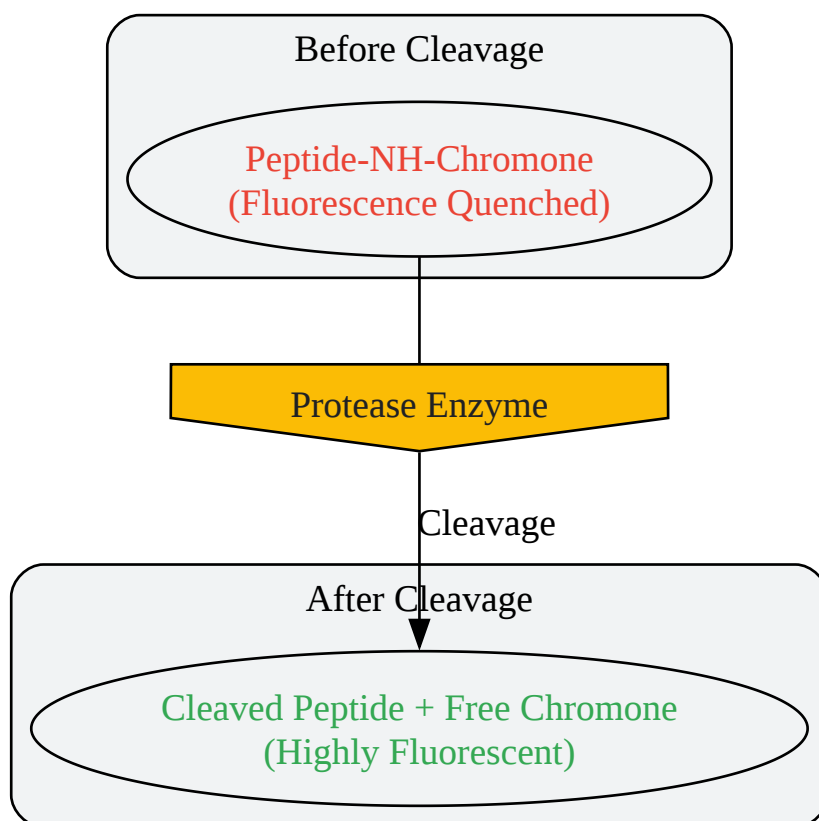 Before Cleavage
Peptide-NH-Chromone
(Fluorescence Quenched)
Protease Enzyme
Cleavage
After Cleavage
Cleaved Peptide + Free Chromone
(Highly Fluorescent)